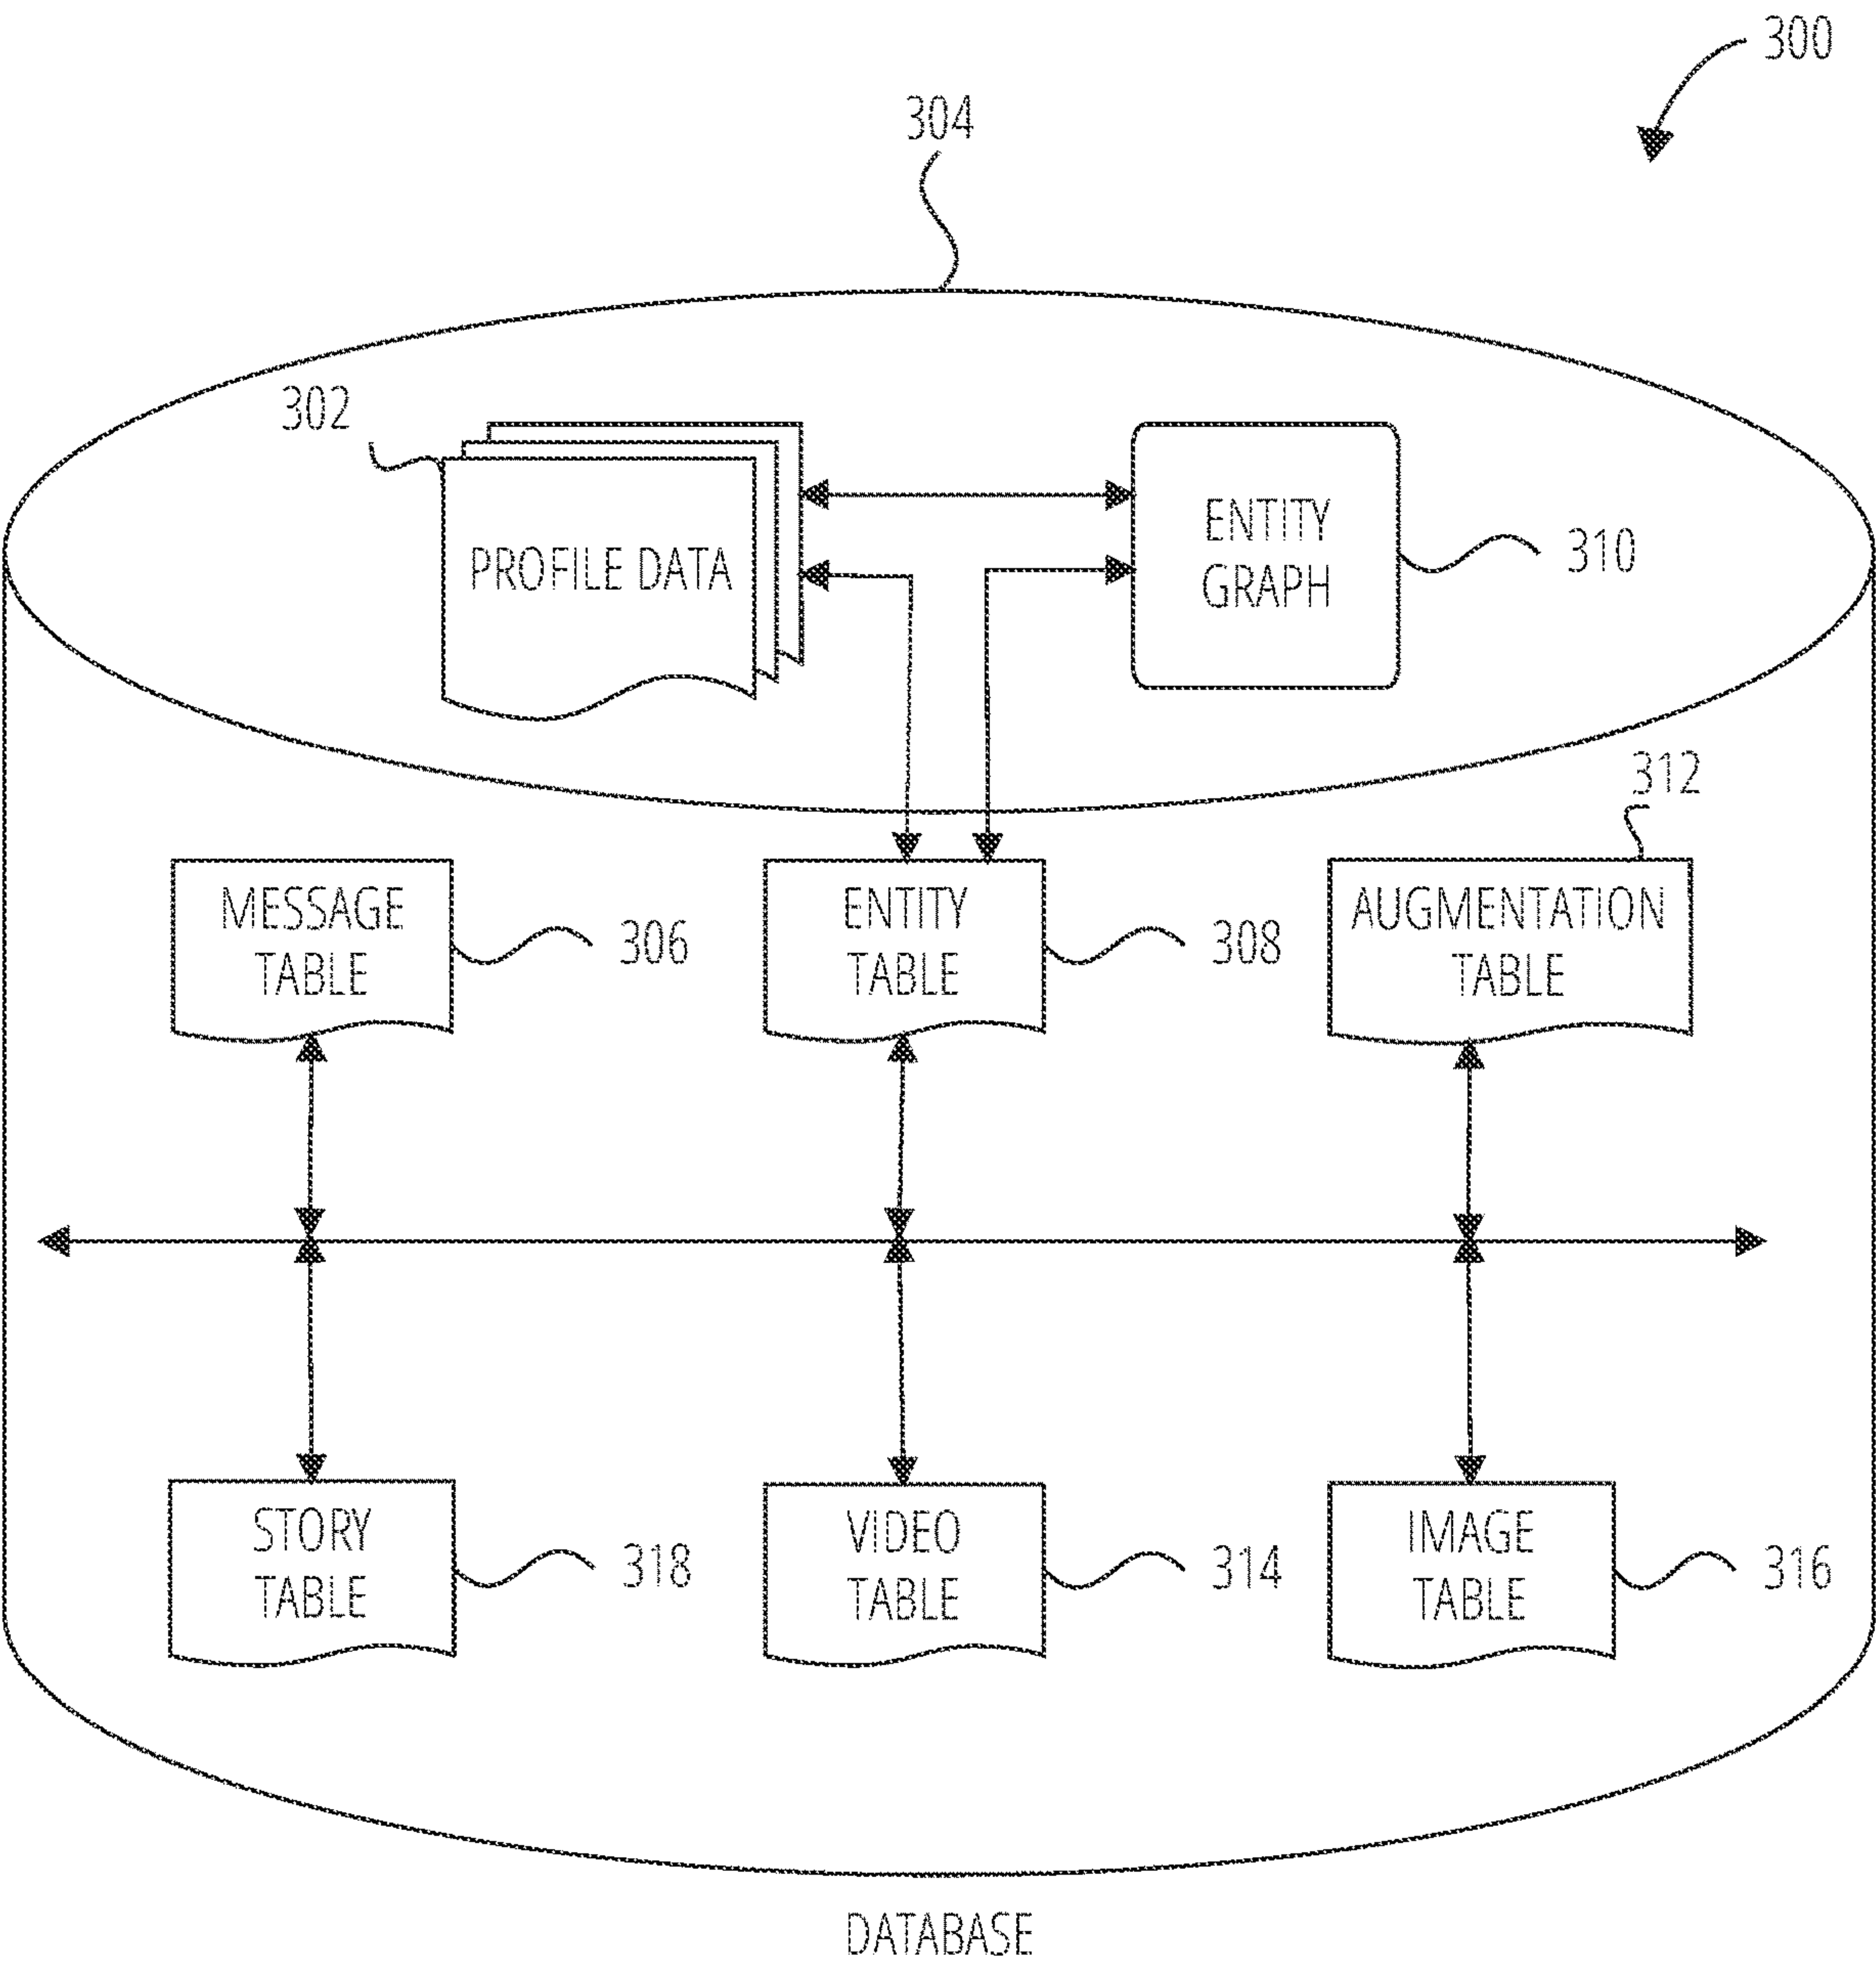 300
304
302
PROFILE DATA
ENTITY
GRAPH
310
312
MESSAGE
TABLE
306
ENTITY
TABLE
308
AUGMENTATION
TABLE
STORY
TABLE
318
VIDEO
TABLE
314
IMAGE
TABLE
316
DATABASE